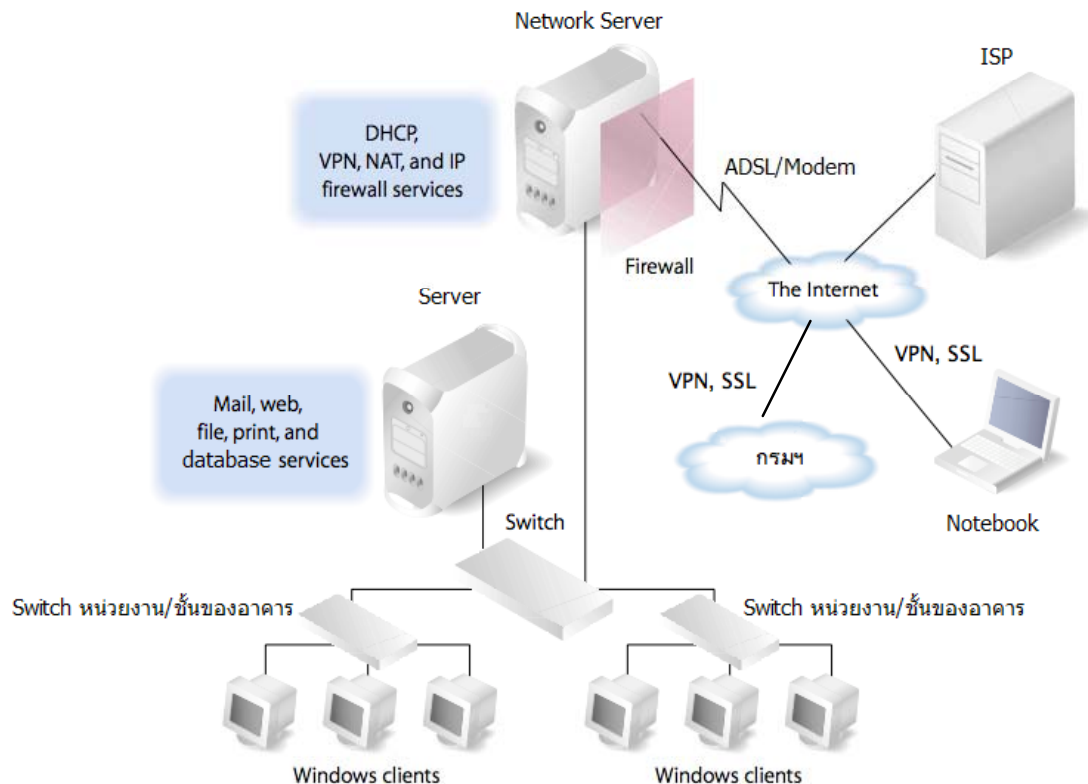 Network Server
ISP
DHCP,
VPN, NAT, and IP
firewall services
ADSL/Modem
Firewall
The Internet
Server
VPN, SSL
VPN, SSL
Mail, web,
file, print, and
database services
กรมฯ
Notebook
Switch
Switch หน่วยงาน/ชั้นของอาคาร
Switch หน่วยงาน/ชั้นของอาคาร
Windows clients
Windows clients